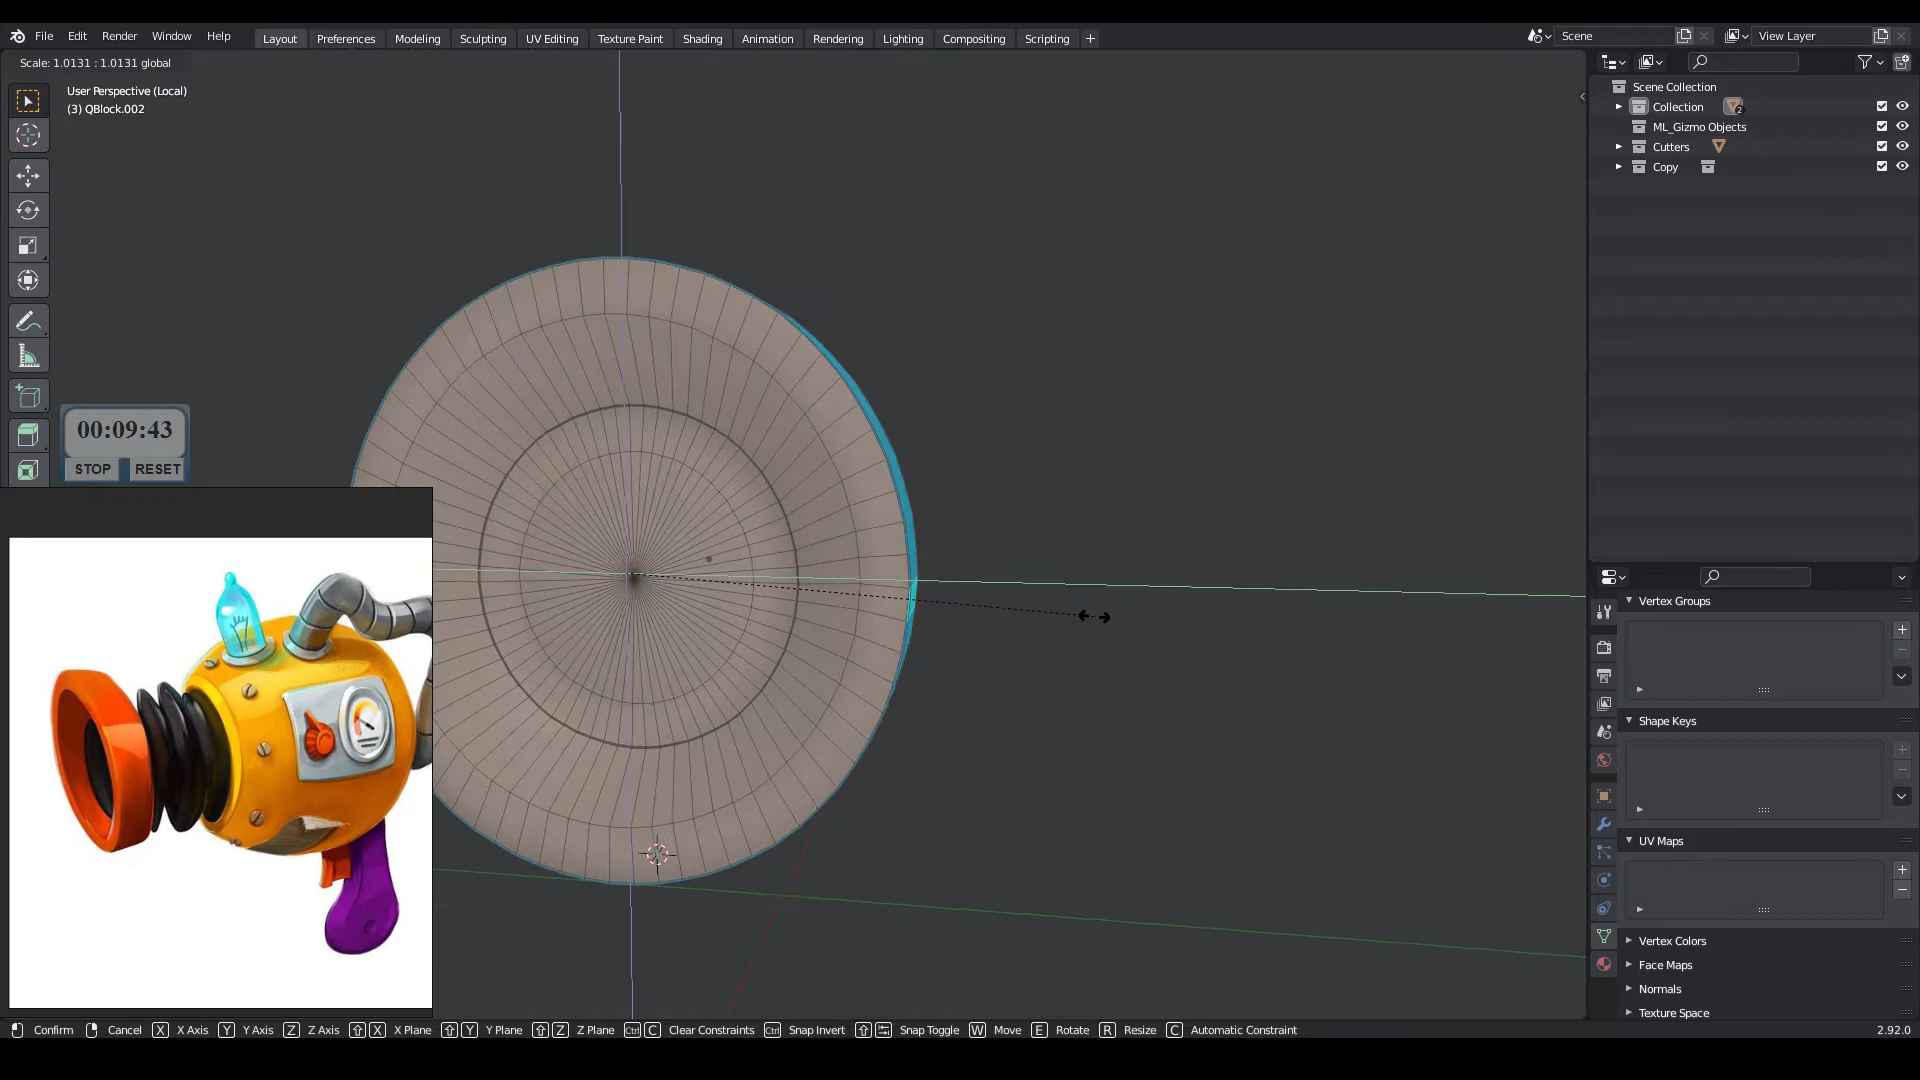 File Edit Render Window Help Layout Preferences Modeling Sculpting UV Editing Texture Paint Shading Animation Rendering Lighting Compositing Scripting + Scene View Layer
Scale: 1.0131 : 1.0131 global
User Perspective (Local)
(3) QBlock.002
Scene Collection
Collection 2
ML_Gizmo Objects
Cutters
Copy
00:09:43
STOP RESET
Vertex Groups
Shape Keys
UV Maps
Vertex Colors
Face Maps
Normals
Texture Space
Confirm Cancel X X Axis Y Y Axis Z Z Axis X X Plane Y Y Plane Z Z Plane Ctrl C Clear Constraints Ctrl Snap Invert Snap Toggle W Move E Rotate R Resize C Automatic Constraint 2.92.0